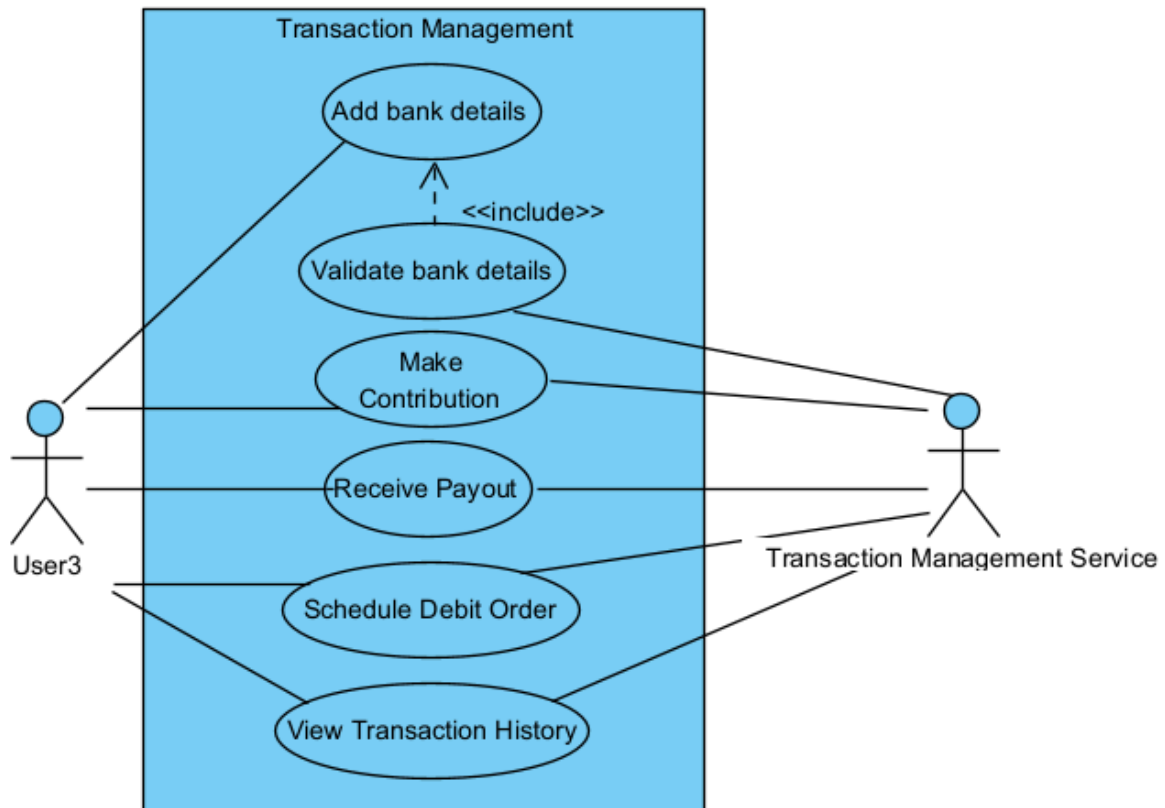 Transaction Management
Add bank details
<<include>>
Validate bank details
Make
Contribution
Receive Payout
User3
Transaction Management Service
Schedule Debit Order
View Transaction History